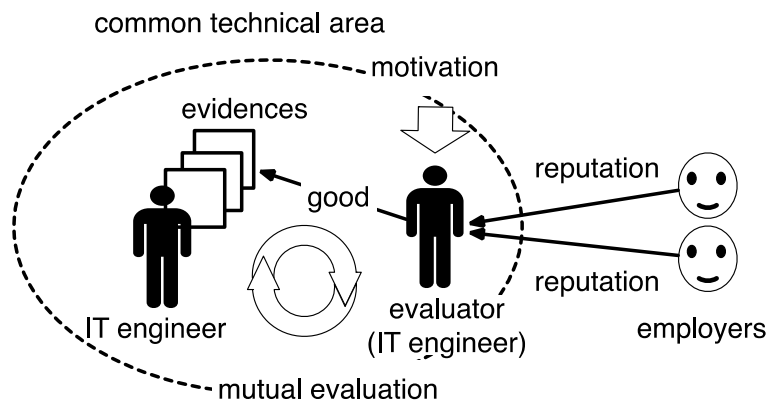 common technical area
motivation
evidences
reputation
good
reputation
IT engineer
evaluator
(IT engineer)
employers
mutual evaluation